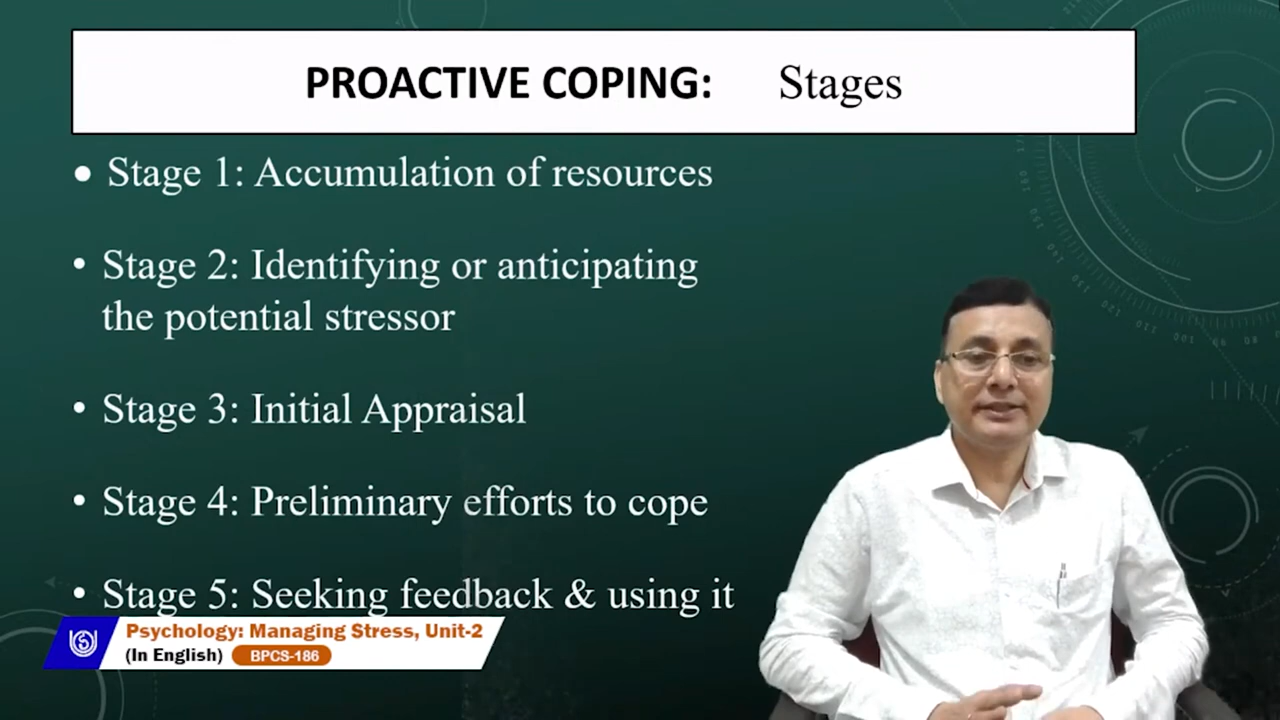 PROACTIVE COPING: Stages
• Stage 1: Accumulation of resources
• Stage 2: Identifying or anticipating
the potential stressor
• Stage 3: Initial Appraisal
• Stage 4: Preliminary efforts to cope
• Stage 5: Seeking feedback & using it
Psychology: Managing Stress, Unit-2
(In English) BPCS-186